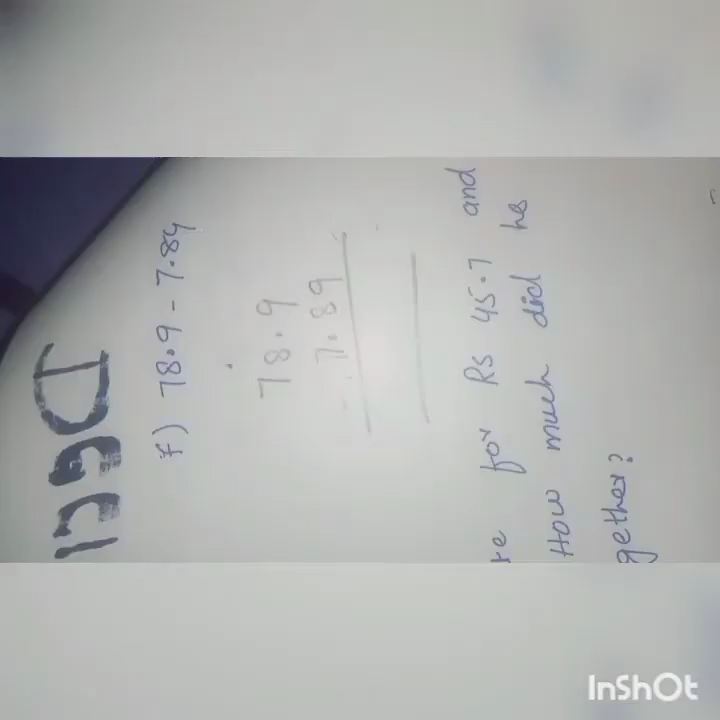 f) 78.9 - 7.89
78.9
7.89
for Rs 45.7 and
How much did he
gether?
InShOt